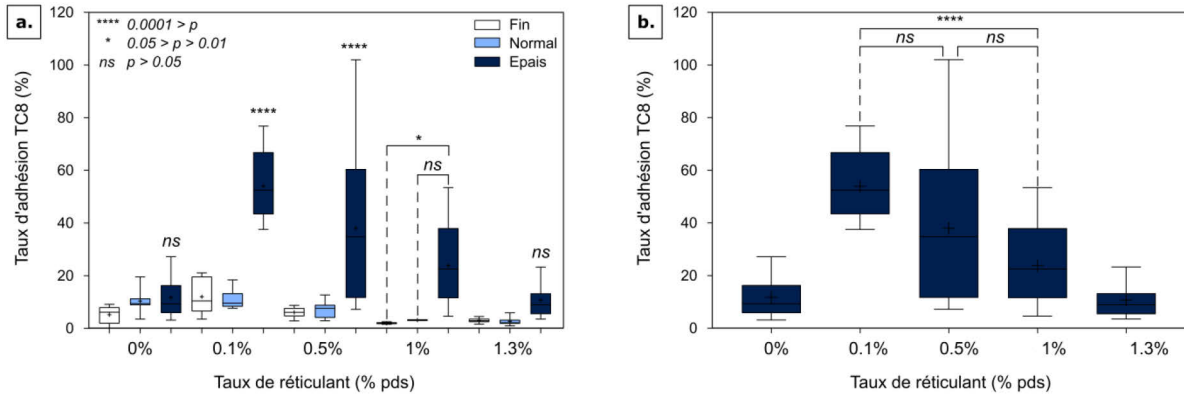 a.
**** 0.0001 > p
* 0.05 > p > 0.01
ns p > 0.05
Fin
Normal
Epais
120
100
80
60
40
20
0
Taux d'adhésion TC8 (%)
ns
****
****
*
ns
ns
0%
0.1%
0.5%
1%
1.3%
Taux de réticulant (% pds)
b.
120
100
80
60
40
20
0
Taux d'adhésion TC8 (%)
****
ns
ns
0%
0.1%
0.5%
1%
1.3%
Taux de réticulant (% pds)